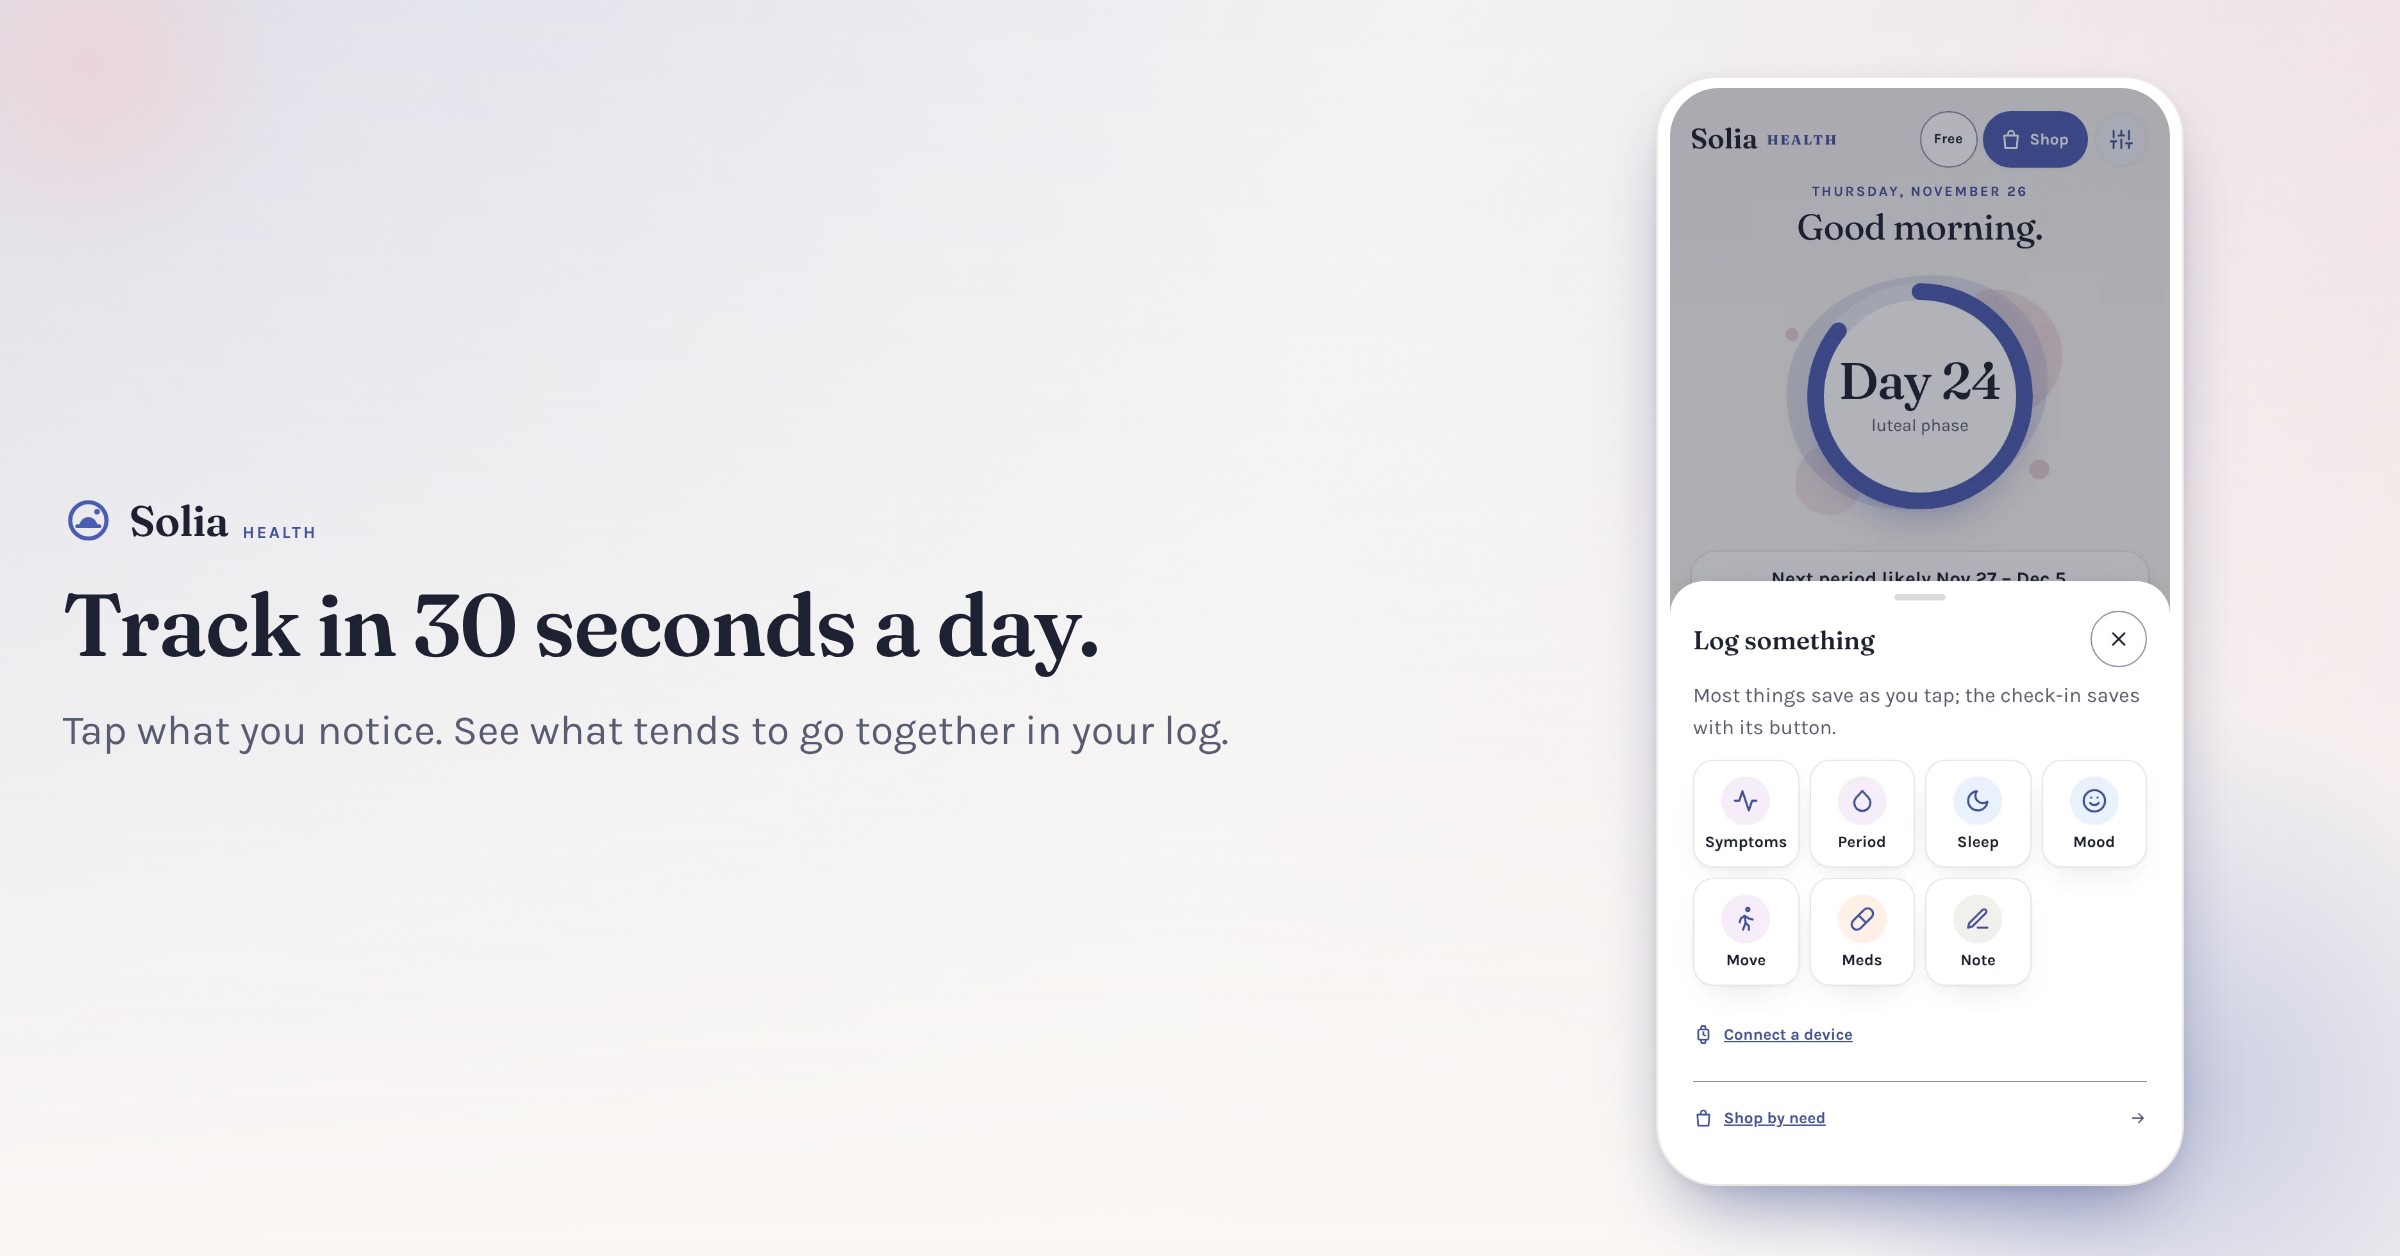 Solia HEALTH
Track in 30 seconds a day.
Tap what you notice. See what tends to go together in your log.
Solia HEALTH
Free
Shop
THURSDAY, NOVEMBER 26
Good morning.
Day 24
luteal phase
Next period likely Nov 27 – Dec 5
Log something
Most things save as you tap; the check-in saves
with its button.
Symptoms
Period
Sleep
Mood
Move
Meds
Note
Connect a device
Shop by need